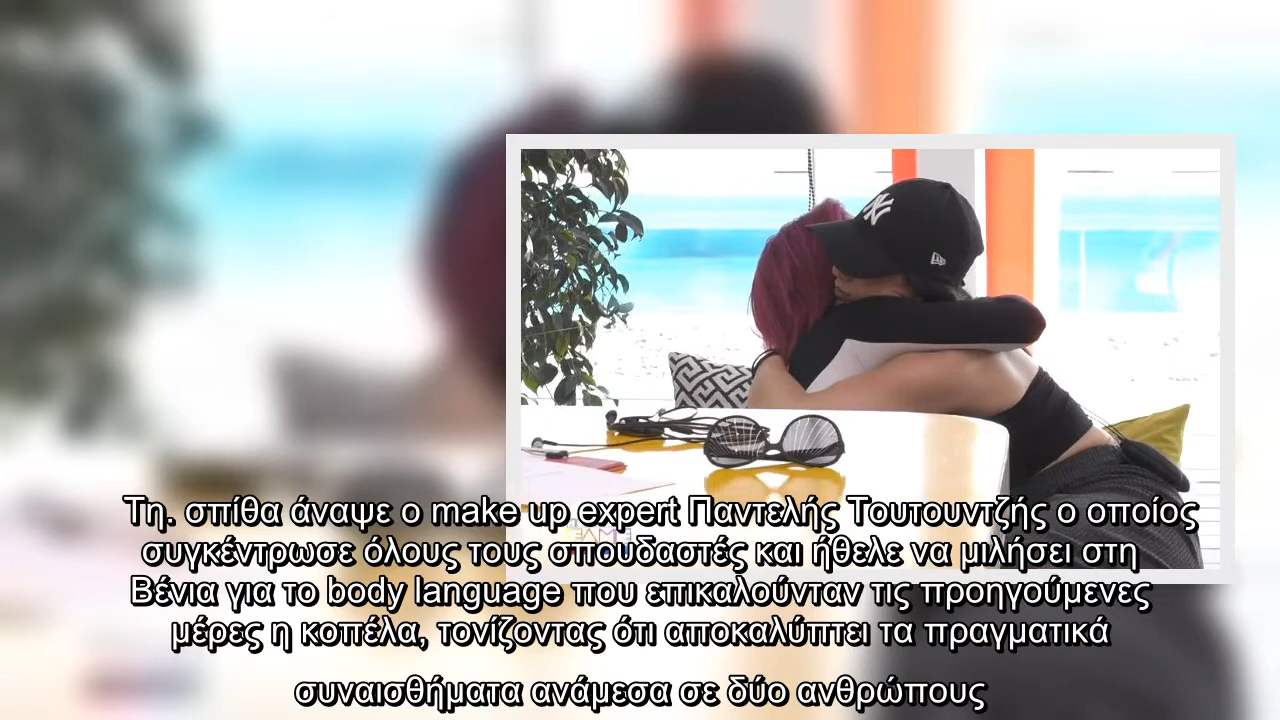 NY
Τη. σπίθα άναψε ο make up expert Παντελής Τουτουντζής ο οποίος
συγκέντρωσε όλους τους σπουδαστές και ήθελε να μιλήσει στη
Βένια για το body language που επικαλούνταν τις προηγούμενες
μέρες η κοπέλα, τονίζοντας ότι αποκαλύπτει τα πραγματικά
συναισθήματα ανάμεσα σε δύο ανθρώπους